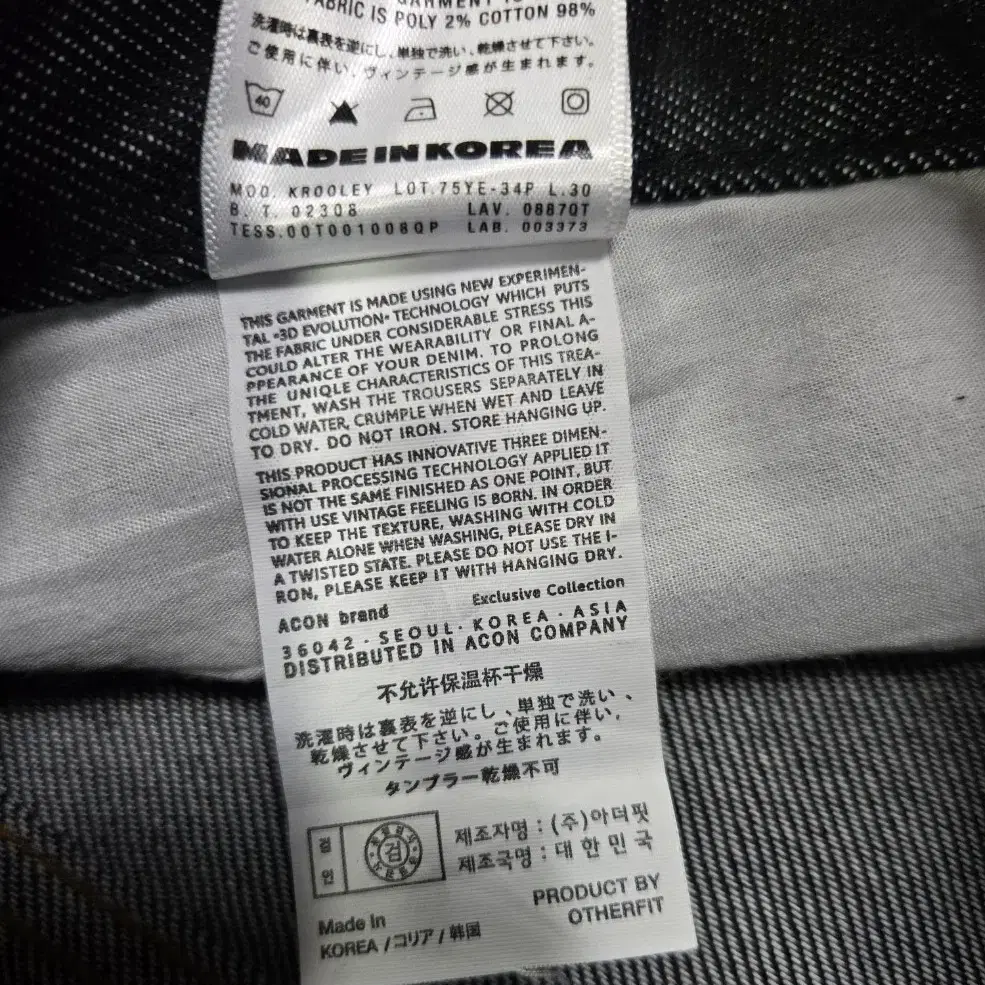 FABRIC IS POLY 2% COTTON 98%
洗濯時は裏表を逆にし、単独で洗い、乾燥させて下さい。
ご使用に伴い、ヴィンテージ感が生まれます。
40
MADE IN KOREA
MOD. KROOLEY LOT.75YE-34P L.30
B. T. 02308 LAV. 0887QT
TESS.00T001008QP LAB. 003373
THIS GARMENT IS MADE USING NEW EXPERIMEN-
TAL "3D EVOLUTION" TECHNOLOGY WHICH PUTS
THE FABRIC UNDER CONSIDERABLE STRESS THIS
COULD ALTER THE WEARABILITY OR FINAL A-
PPEARANCE OF YOUR DENIM. TO PROLONG
THE UNIQLE CHARACTERISTICS OF THIS TREA-
TMENT, WASH THE TROUSERS SEPARATELY IN
COLD WATER, CRUMPLE WHEN WET AND LEAVE
TO DRY. DO NOT IRON. STORE HANGING UP.
THIS PRODUCT HAS INNOVATIVE THREE DIMEN-
SIONAL PROCESSING TECHNOLOGY APPLIED IT
IS NOT THE SAME FINISHED AS ONE POINT, BUT
WITH USE VINTAGE FEELING IS BORN. IN ORDER
TO KEEP THE TEXTURE, WASHING WITH COLD
WATER ALONE WHEN WASHING, PLEASE DRY IN
A TWISTED STATE. PLEASE DO NOT USE THE I-
RON, PLEASE KEEP IT WITH HANGING DRY.
ACON brand Exclusive Collection
36042 · SEOUL · KOREA · ASIA
DISTRIBUTED IN ACON COMPANY
不允许保温杯干燥
洗濯時は裏表を逆にし、単独で洗い、
乾燥させて下さい。ご使用に伴い、
ヴィンテージ感が生まれます。
タンブラー乾燥不可
검인
검
제조자명 : (주)아더핏
제조국명 : 대한민국
PRODUCT BY
OTHERFIT
Made In
KOREA / コリア / 韩国